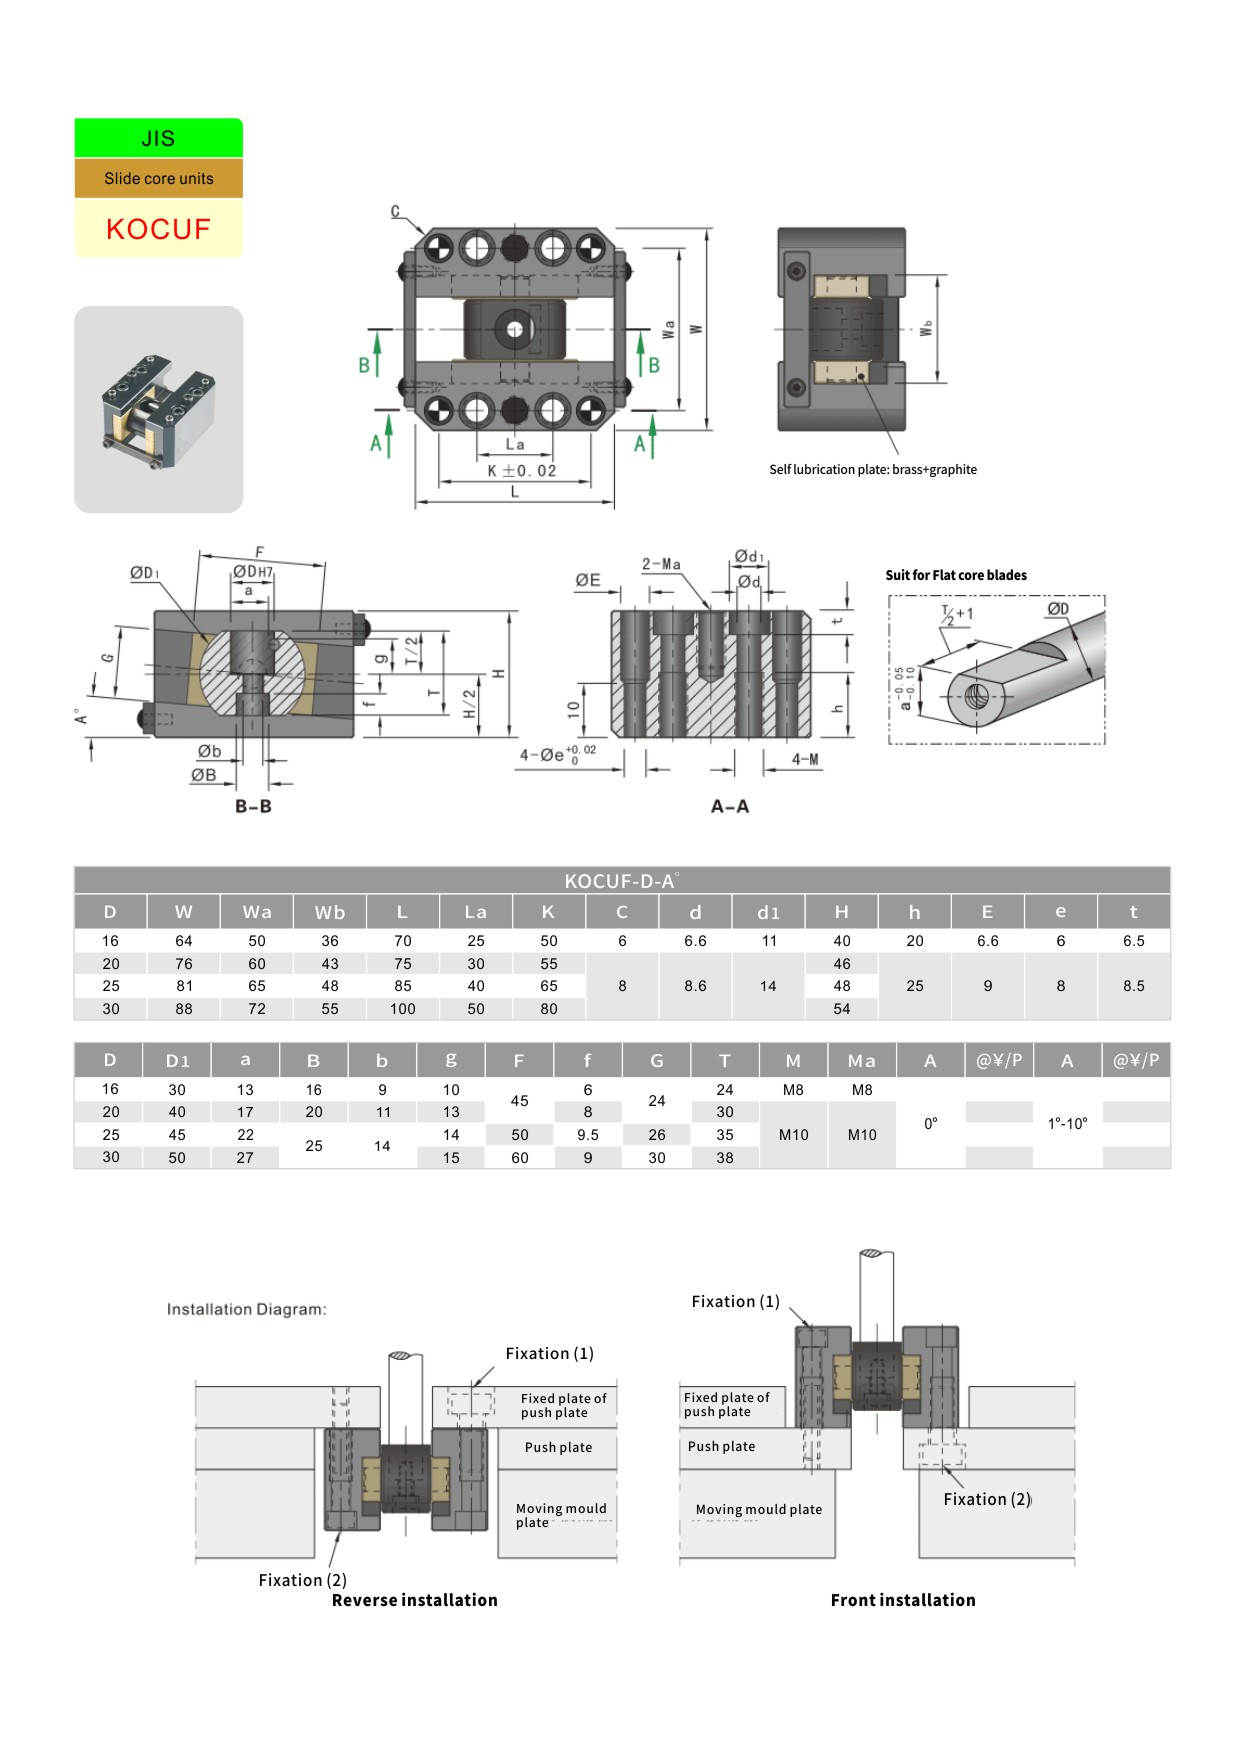 JIS
Slide core units
KOCUF
C
Wa
W
Wb
B
B
A
A
La
K ±0.02
L
Self lubrication plate: brass+graphite
F
ØD1
ØDH7
a
G
A°
g
T/2
f
T
H/2
H
Øb
ØB
B-B
2-Ma
Ød1
Ød
ØE
t
10
h
4-Øe +0.02 0
4-M
A-A
Suit for Flat core blades
T/2+1
ØD
a-0.05 -0.10
KOCUF-D-A°
D W Wa Wb L La K C d d1 H h E e t
16 64 50 36 70 25 50 6 6.6 11 40 20 6.6 6 6.5
20 76 60 43 75 30 55 46
25 81 65 48 85 40 65 8 8.6 14 48 25 9 8 8.5
30 88 72 55 100 50 80 54
D D1 a B b g F f G T M Ma A @¥/P A @¥/P
16 30 13 16 9 10 45 6 24 24 M8 M8
20 40 17 20 11 13 8 30 0° 1°-10°
25 45 22 25 14 14 50 9.5 26 35 M10 M10
30 50 27 15 60 9 30 38
Installation Diagram:
Fixation (1)
Fixed plate of
push plate
Push plate
Moving mould
plate
Fixation (2)
Reverse installation
Fixation (1)
Fixed plate of
push plate
Push plate
Moving mould plate
Fixation (2)
Front installation